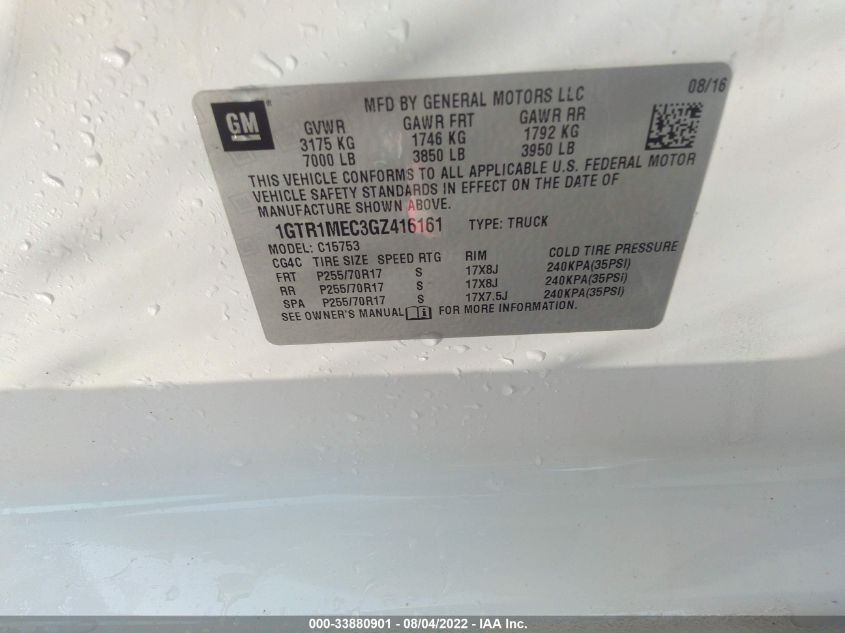 08/16
MFD BY GENERAL MOTORS LLC
GM
GVWR GAWR FRT GAWR RR
3175 KG 1746 KG 1792 KG
7000 LB 3850 LB 3950 LB
THIS VEHICLE CONFORMS TO ALL APPLICABLE U.S. FEDERAL MOTOR
VEHICLE SAFETY STANDARDS IN EFFECT ON THE DATE OF
MANUFACTURE SHOWN ABOVE.
1GTR1MEC3GZ416161 TYPE: TRUCK
MODEL: C15753
CG4C TIRE SIZE SPEED RTG RIM COLD TIRE PRESSURE
FRT P255/70R17 S 17X8J 240KPA(35PSI)
RR P255/70R17 S 17X8J 240KPA(35PSI)
SPA P255/70R17 S 17X7.5J 240KPA(35PSI)
SEE OWNER'S MANUAL FOR MORE INFORMATION.
000-33880901 - 08/04/2022 - IAA Inc.